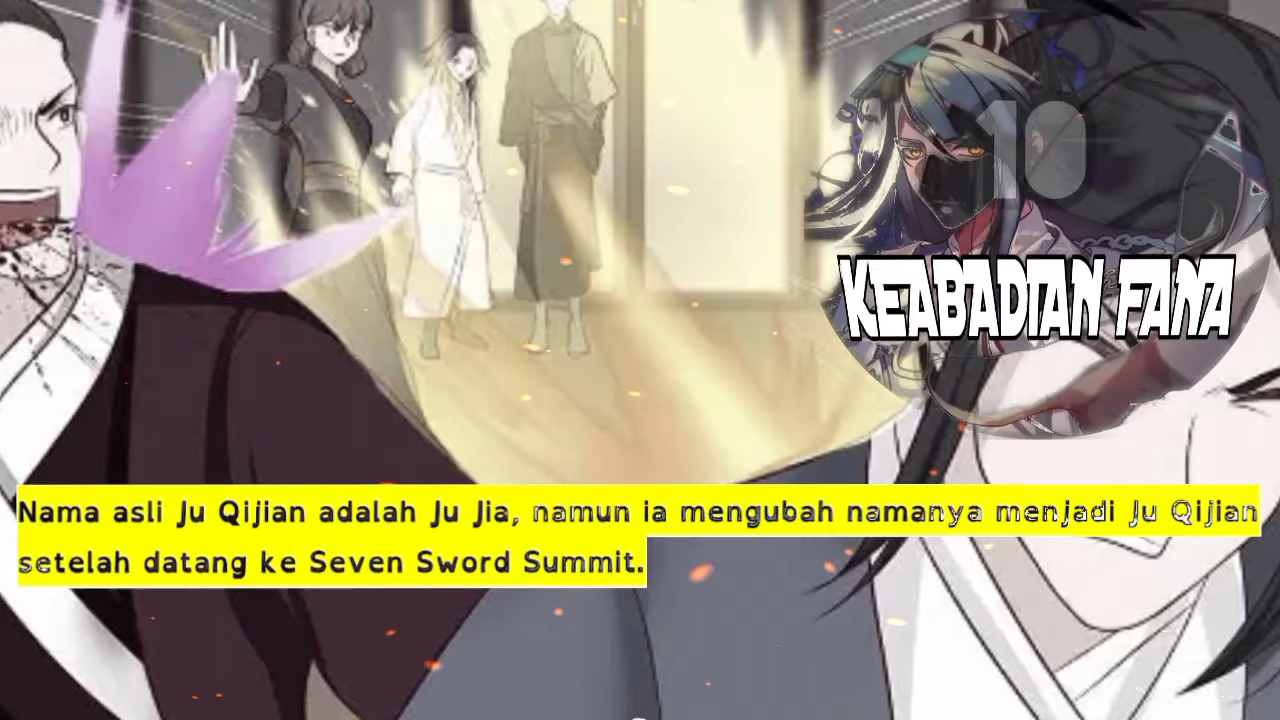 10
KEABADIAN FANA
Nama asli Ju Qijian adalah Ju Jia, namun ia mengubah namanya menjadi Ju Qijian
setelah datang ke Seven Sword Summit.